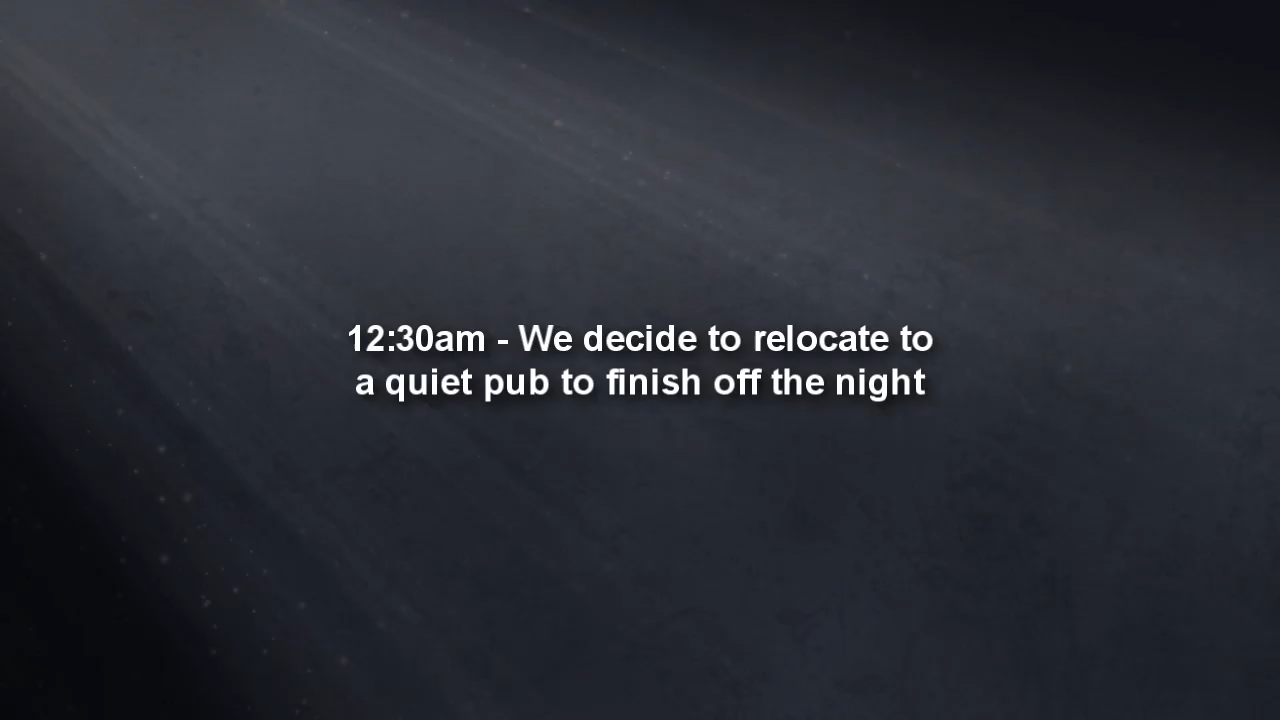 12:30am - We decide to relocate to
a quiet pub to finish off the night